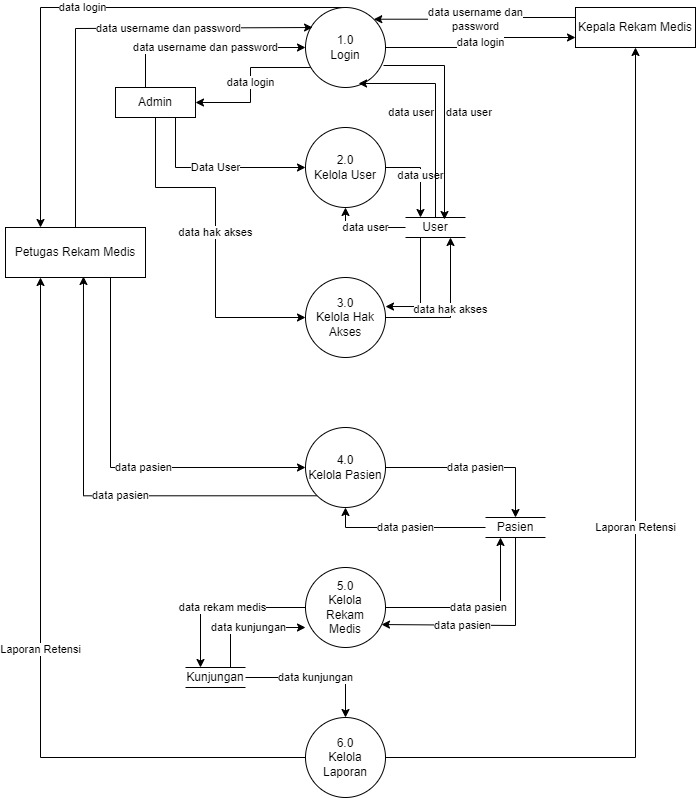 data login
data username dan
password
Kepala Rekam Medis
data username dan password
1.0
Login
data login
data username dan password
data login
Admin
data user
data user
2.0
Kelola User
Data User
data user
data user
User
data hak akses
Petugas Rekam Medis
3.0
Kelola Hak
Akses
data hak akses
4.0
Kelola Pasien
data pasien
data pasien
data pasien
data pasien
Pasien
Laporan Retensi
5.0
Kelola
Rekam
Medis
data rekam medis
data pasien
data kunjungan
data pasien
Laporan Retensi
Kunjungan
data kunjungan
6.0
Kelola
Laporan